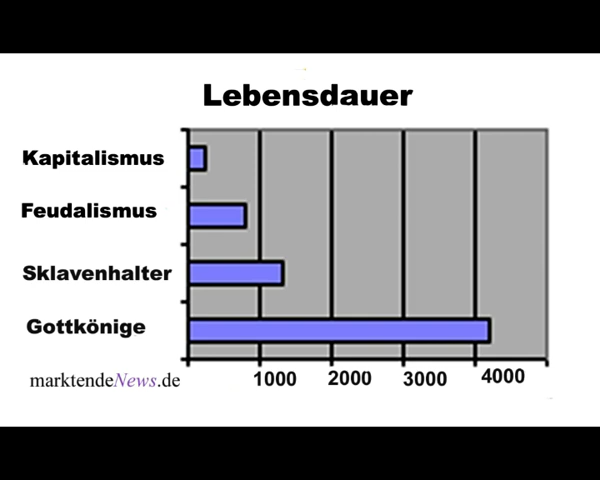 Lebensdauer
Kapitalismus
Feudalismus
Sklavenhalter
Gottkönige
1000 2000 3000 4000
marktendeNews.de